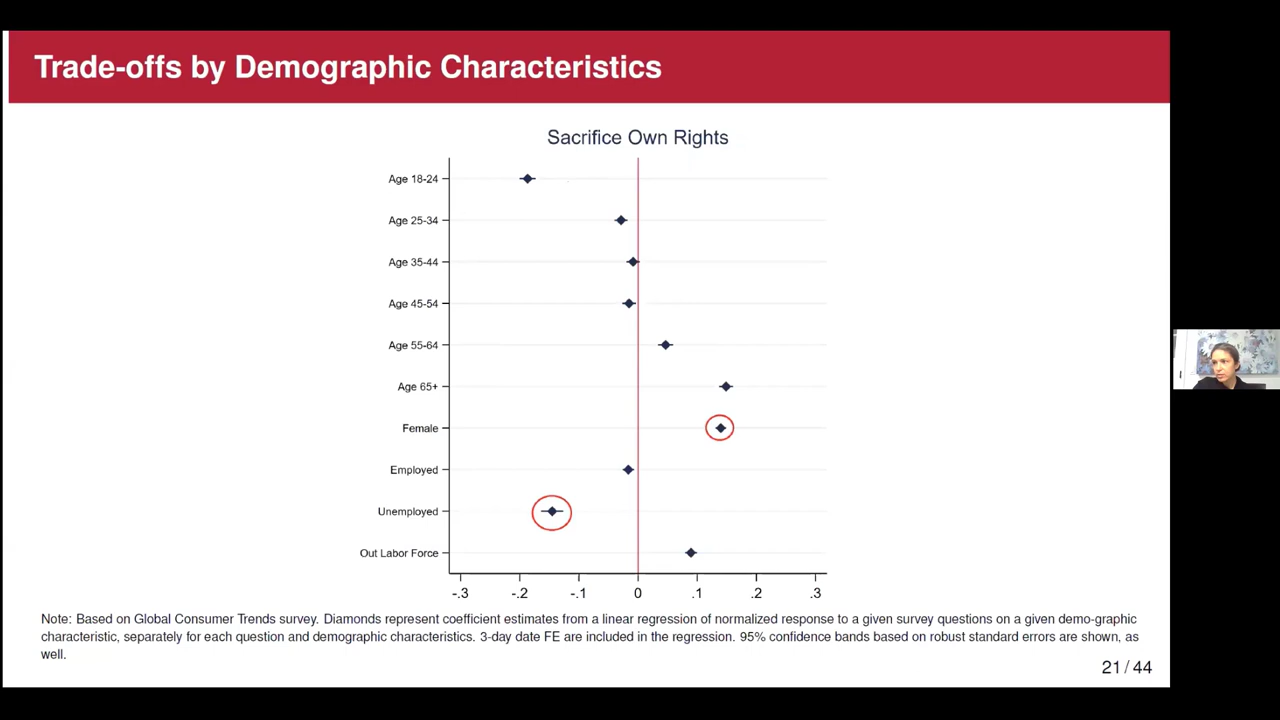 Trade-offs by Demographic Characteristics
Sacrifice Own Rights
Age 18-24
Age 25-34
Age 35-44
Age 45-54
Age 55-64
Age 65+
Female
Employed
Unemployed
Out Labor Force
-.3 -.2 -.1 0 .1 .2 .3
Note: Based on Global Consumer Trends survey. Diamonds represent coefficient estimates from a linear regression of normalized response to a given survey questions on a given demo-graphic
characteristic, separately for each question and demographic characteristics. 3-day date FE are included in the regression. 95% confidence bands based on robust standard errors are shown, as
well.
21 / 44